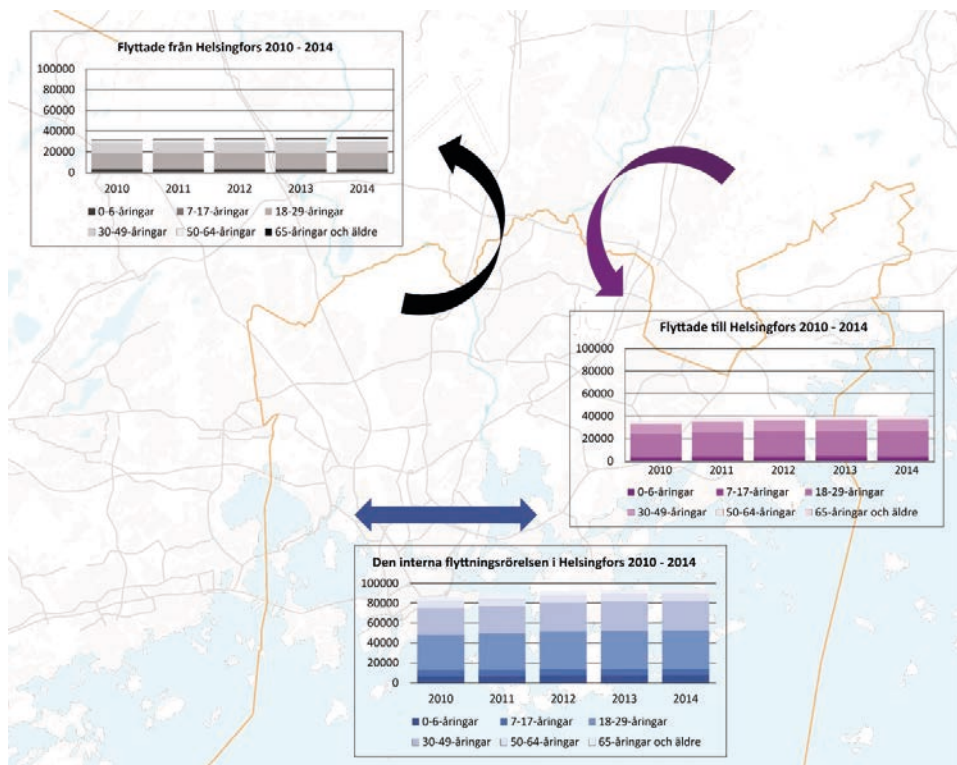 Flyttade från Helsingfors 2010 - 2014
100000
80000
60000
40000
20000
0
2010 2011 2012 2013 2014
0-6-åringar 7-17-åringar 18-29-åringar
30-49-åringar 50-64-åringar 65-åringar och äldre
Flyttade till Helsingfors 2010 - 2014
100000
80000
60000
40000
20000
0
2010 2011 2012 2013 2014
0-6-åringar 7-17-åringar 18-29-åringar
30-49-åringar 50-64-åringar 65-åringar och äldre
Den interna flyttningsrörelsen i Helsingfors 2010 - 2014
100000
80000
60000
40000
20000
0
2010 2011 2012 2013 2014
0-6-åringar 7-17-åringar 18-29-åringar
30-49-åringar 50-64-åringar 65-åringar och äldre